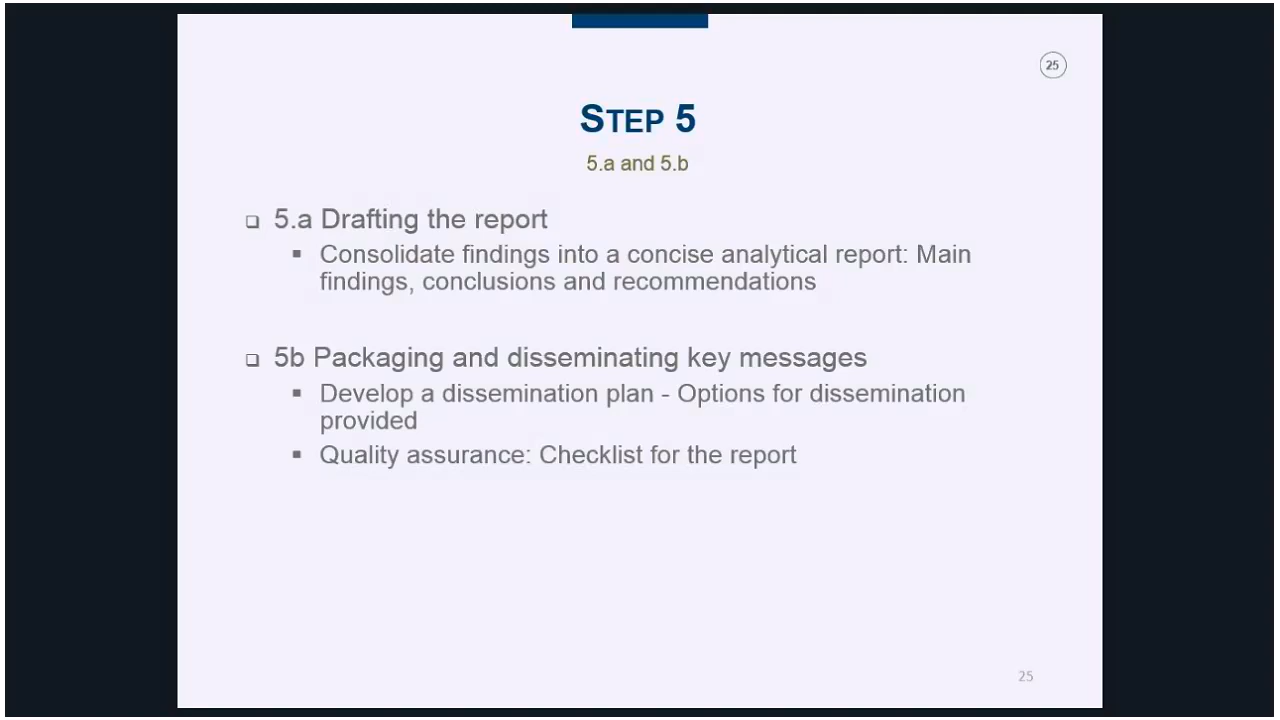 25
STEP 5
5.a and 5.b
5.a Drafting the report
Consolidate findings into a concise analytical report: Main
findings, conclusions and recommendations
5b Packaging and disseminating key messages
Develop a dissemination plan - Options for dissemination
provided
Quality assurance: Checklist for the report
25